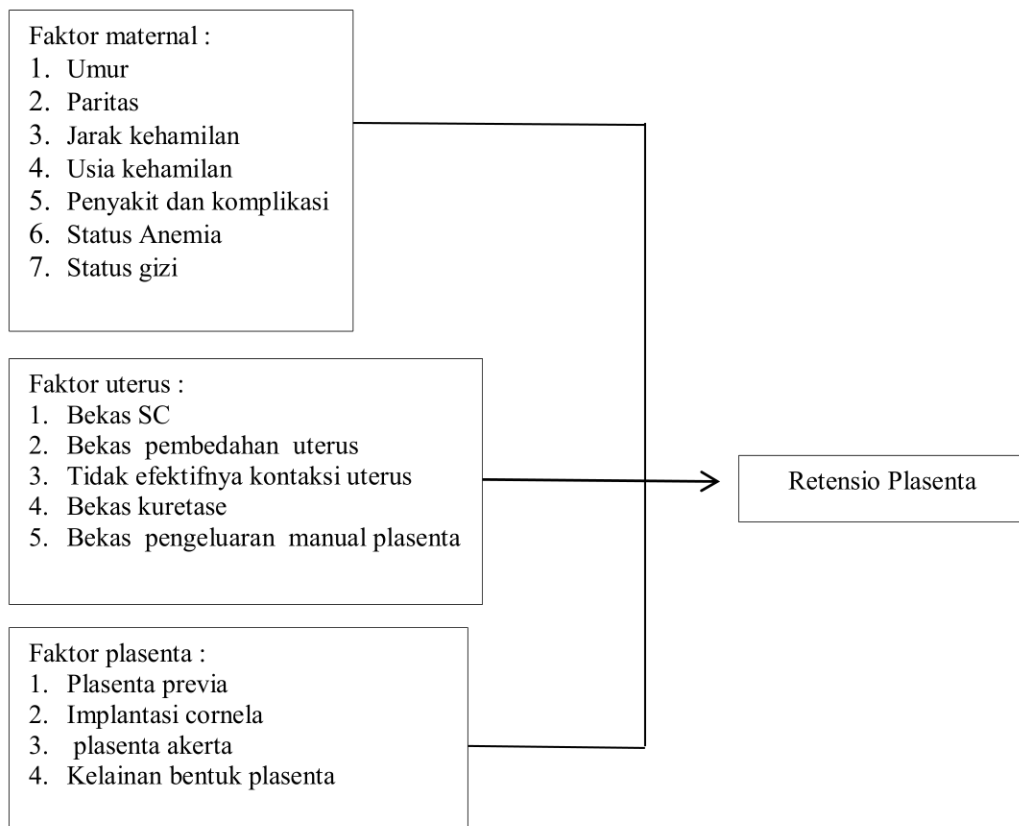 Faktor maternal :
1. Umur
2. Paritas
3. Jarak kehamilan
4. Usia kehamilan
5. Penyakit dan komplikasi
6. Status Anemia
7. Status gizi
Faktor uterus :
1. Bekas SC
2. Bekas pembedahan uterus
3. Tidak efektifnya kontaksi uterus
4. Bekas kuretase
5. Bekas pengeluaran manual plasenta
Retensio Plasenta
Faktor plasenta :
1. Plasenta previa
2. Implantasi cornela
3. plasenta akerta
4. Kelainan bentuk plasenta